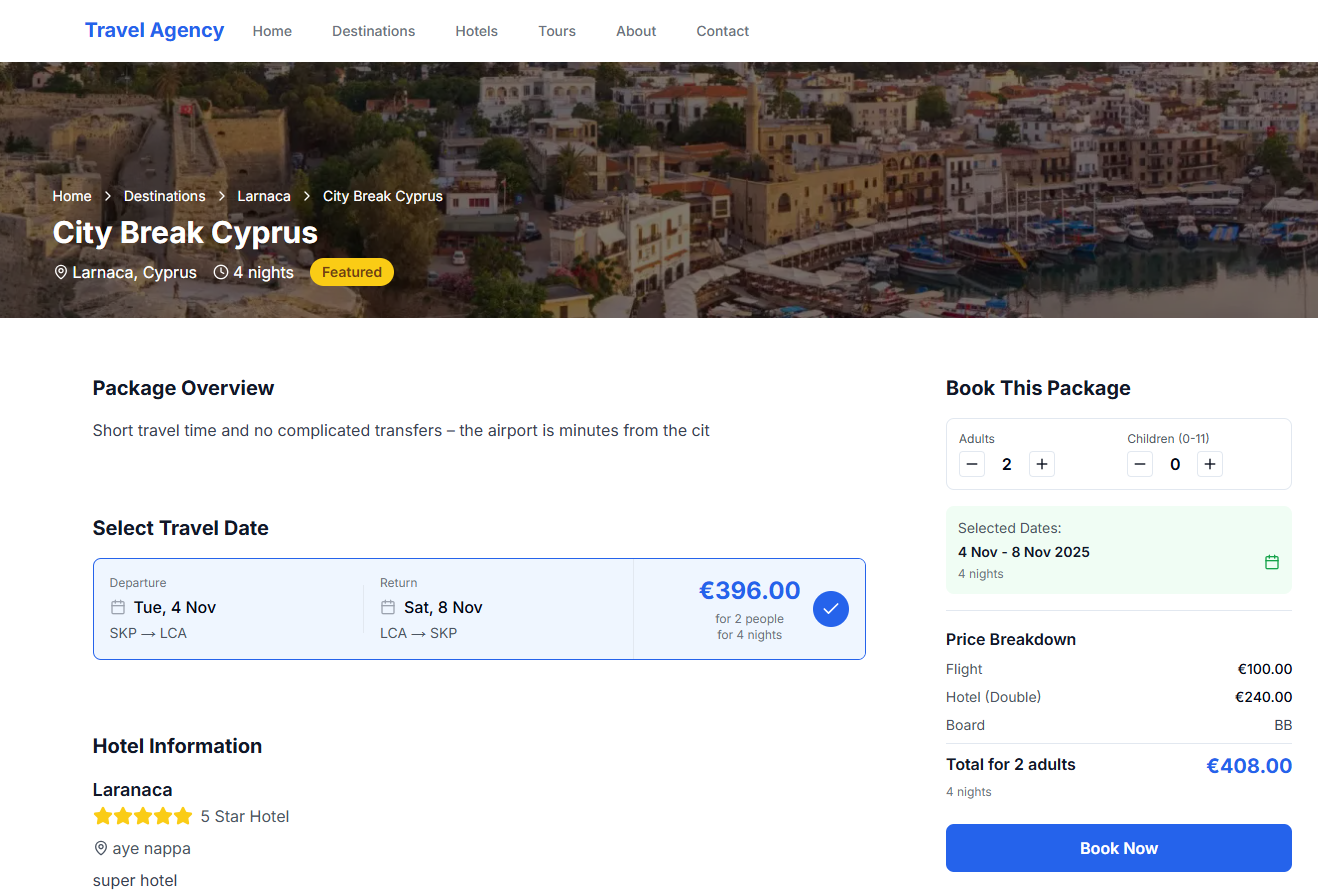 Travel Agency Home Destinations Hotels Tours About Contact
Home > Destinations > Larnaca > City Break Cyprus
City Break Cyprus
Larnaca, Cyprus 4 nights Featured
Package Overview
Short travel time and no complicated transfers – the airport is minutes from the cit
Select Travel Date
Departure
Tue, 4 Nov
SKP → LCA
Return
Sat, 8 Nov
LCA → SKP
€396.00
for 2 people
for 4 nights
Hotel Information
Laranaca
5 Star Hotel
aye nappa
super hotel
Book This Package
Adults
− 2 +
Children (0-11)
− 0 +
Selected Dates:
4 Nov - 8 Nov 2025
4 nights
Price Breakdown
Flight €100.00
Hotel (Double) €240.00
Board BB
Total for 2 adults €408.00
4 nights
Book Now